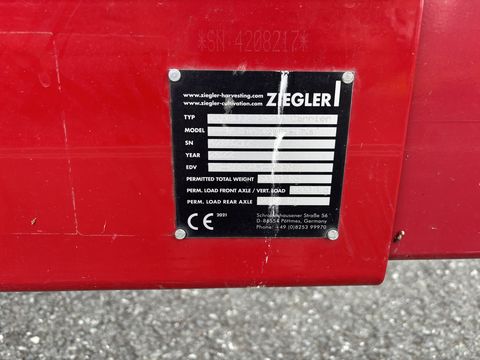 *SN 4208217*
www.ziegler-harvesting.com
www.ziegler-cultivation.com
ZIEGLER
TYP
MODEL
SN
YEAR
EDV
PERMITTED TOTAL WEIGHT
PERM. LOAD FRONT AXLE / VERT. LOAD
PERM. LOAD REAR AXLE
CE 2021
Schrobenhausener Straße 56
D-86554 Pöttmes, Germany
Phone: +49 (0)8253 99970